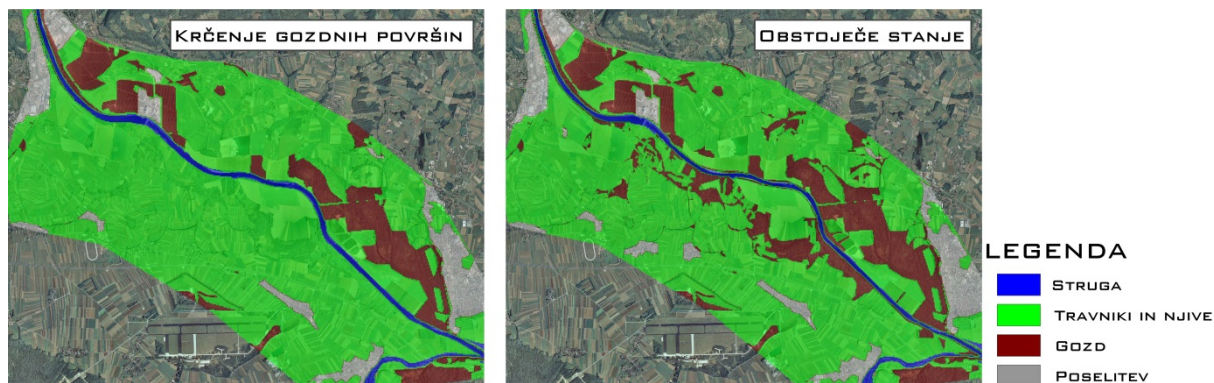 KRČENJE GOZDNIH POVRŠIN
OBSTOJEČE STANJE
LEGENDA
STRUGA
TRAVNIKI IN NJIVE
GOZD
POSELITEV